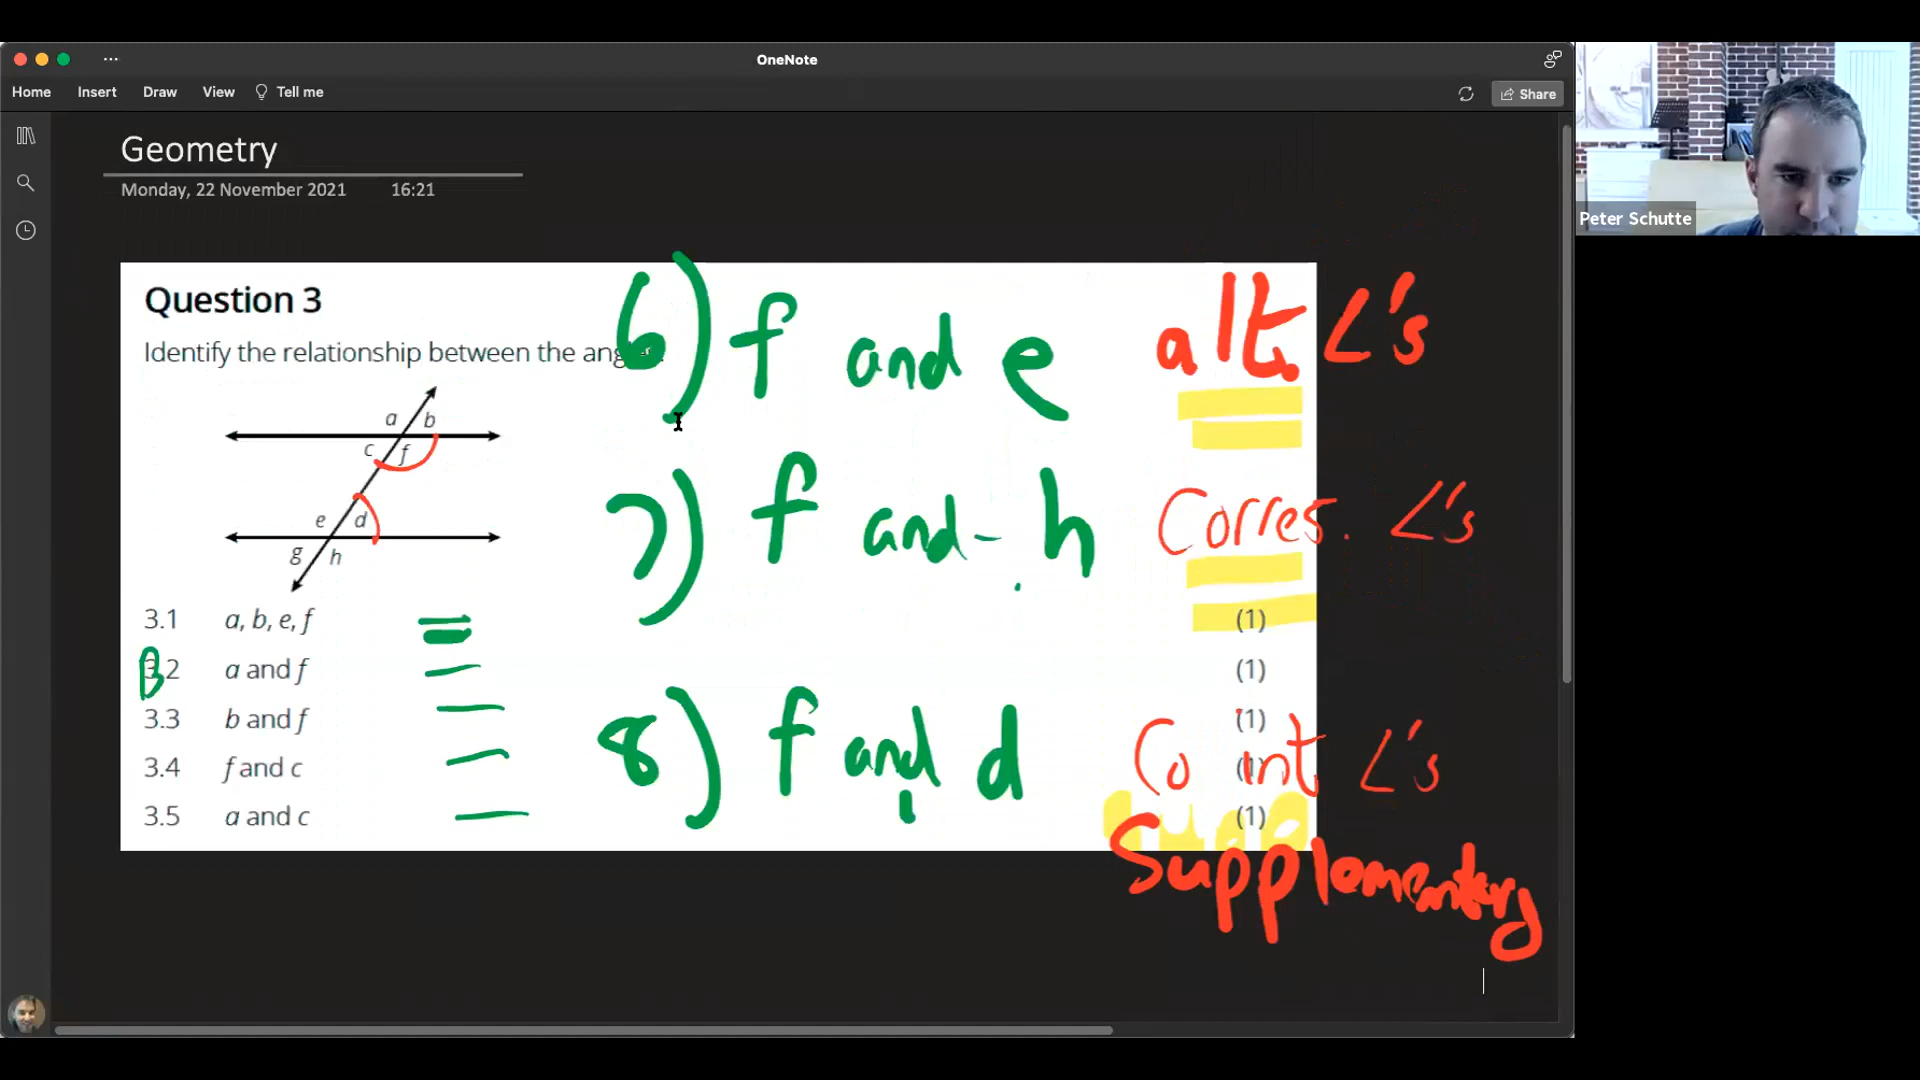 OneNote
Home Insert Draw View Tell me
Share
Geometry
Monday, 22 November 2021 16:21
Peter Schutte
Question 3
Identify the relationship between the
6) f and e alt. ∠'s
a b
c f
7) f and h Corres. ∠'s
e d
g h
3.1 a, b, e, f (1)
3.2 a and f (1)
3.3 b and f (1)
3.4 f and c
8) f and d Co int ∠'s
3.5 a and c (1)
Supplementary